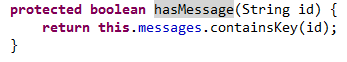 protected boolean hasMessage(String id) {
    return this.messages.containsKey(id);
}